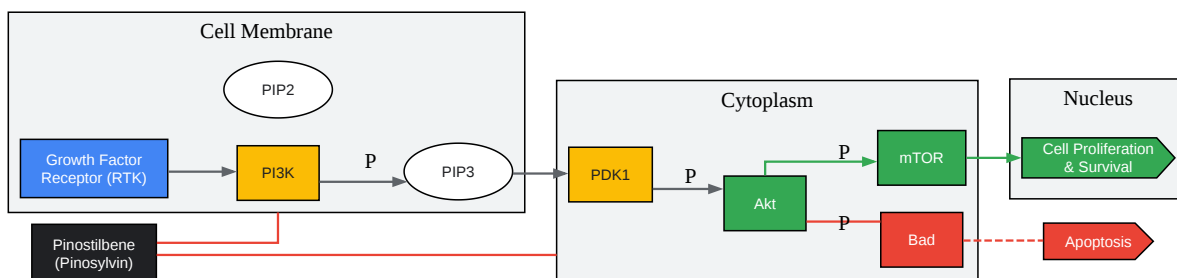 Cell Membrane
PIP2
Growth Factor
Receptor (RTK)
PI3K
P
PIP3
Cytoplasm
PDK1
P
Akt
P
mTOR
P
Bad
Nucleus
Cell Proliferation
& Survival
Apoptosis
Pinostilbene
(Pinosylvin)